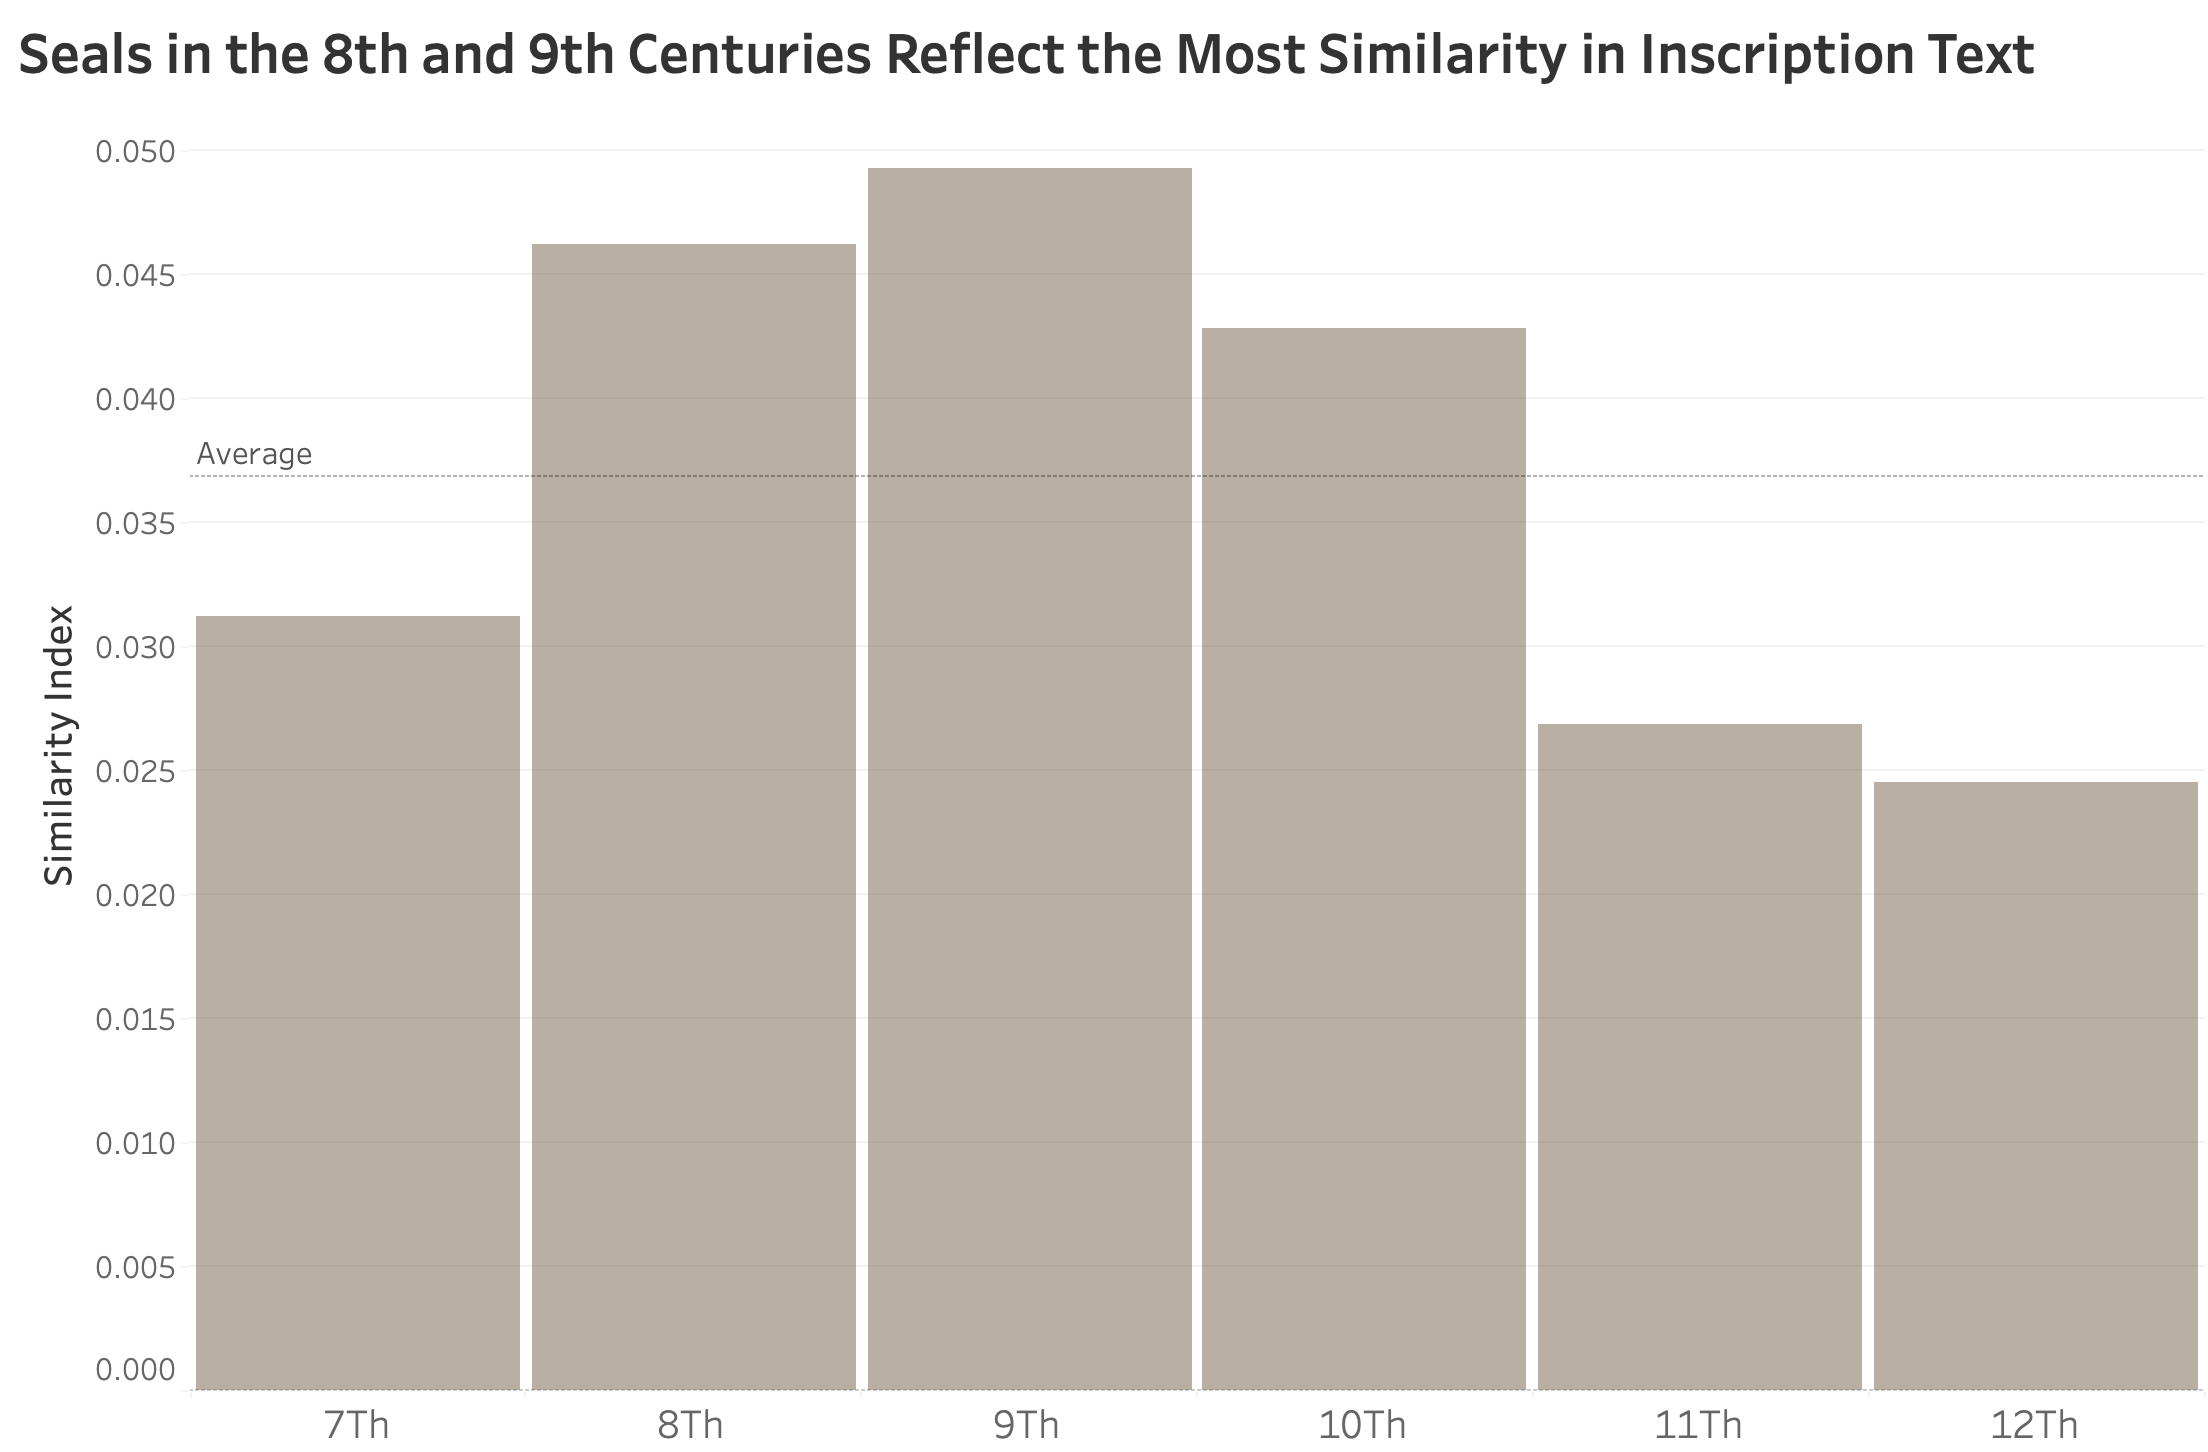 Seals in the 8th and 9th Centuries Reflect the Most Similarity in Inscription Text
0.050
0.045
0.040
Average
0.035
0.030
0.025
0.020
0.015
0.010
0.005
0.000
Similarity Index
7Th 8Th 9Th 10Th 11Th 12Th